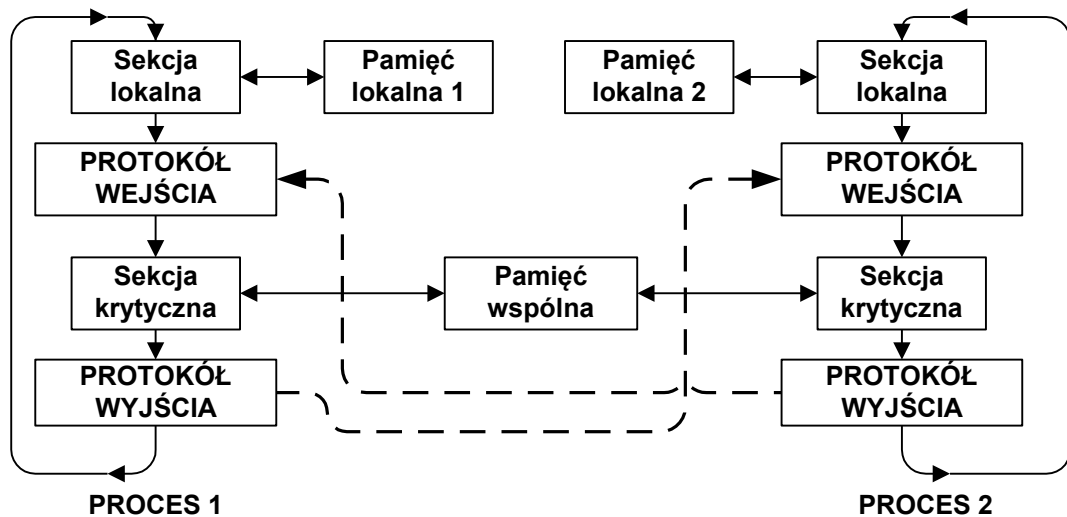 Sekcja
lokalna
Pamięć
lokalna 1
Pamięć
lokalna 2
Sekcja
lokalna
PROTOKÓŁ
WEJŚCIA
PROTOKÓŁ
WEJŚCIA
Sekcja
krytyczna
Pamięć
wspólna
Sekcja
krytyczna
PROTOKÓŁ
WYJŚCIA
PROTOKÓŁ
WYJŚCIA
PROCES 1
PROCES 2